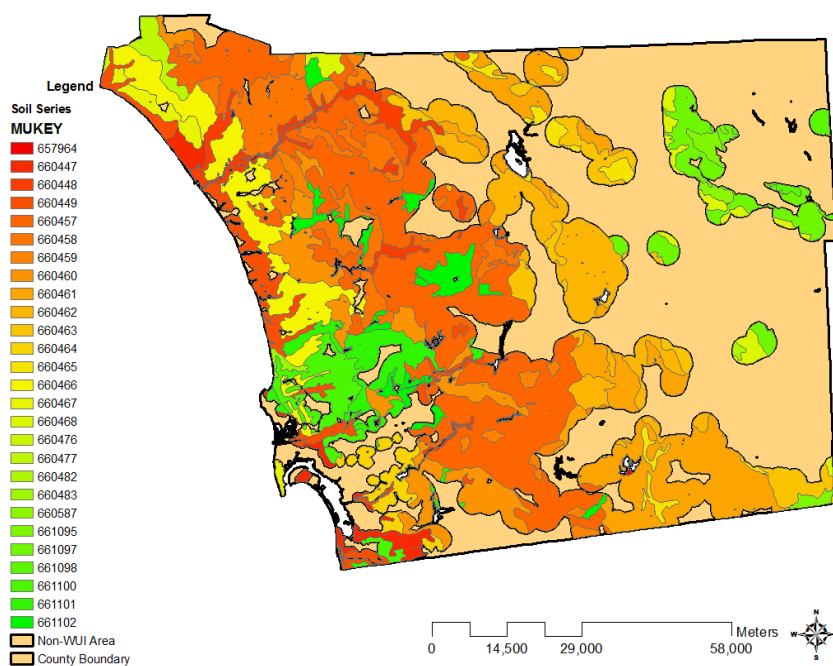 Legend
Soil Series
MUKEY
657964
660447
660448
660449
660457
660458
660459
660460
660461
660462
660463
660464
660465
660466
660467
660468
660476
660477
660482
660483
660587
661095
661097
661098
661100
661101
661102
Non-WUI Area
County Boundary
Meters
0 14,500 29,000 58,000
N
W E
S